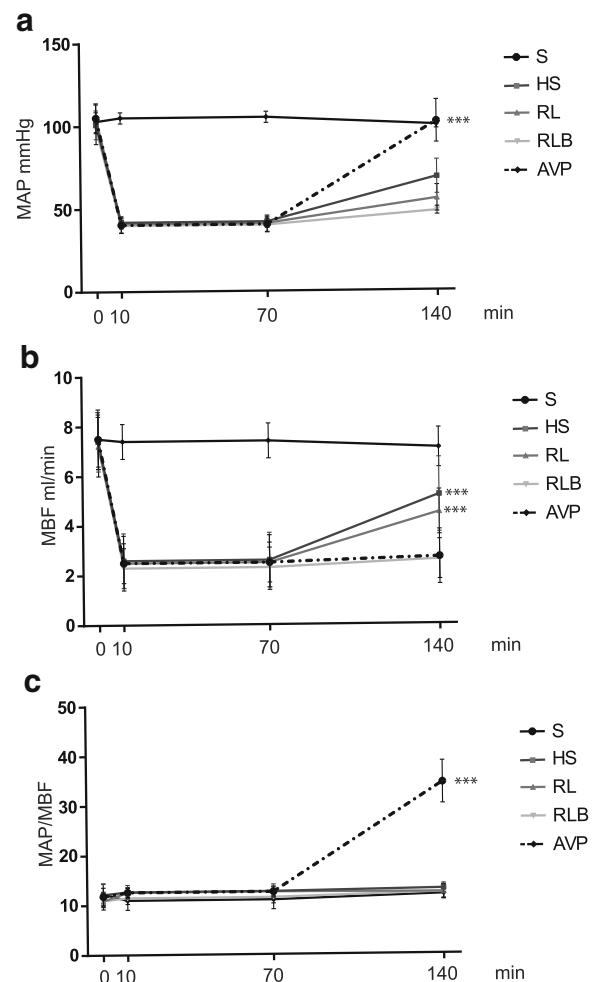 a
150
100
50
0
MAP mmHg
0 10 70 140 min
S
HS
RL
RLB
AVP
***
b
10
8
6
4
2
0
MBF ml/min
0 10 70 140 min
S
HS
RL
RLB
AVP
***
***
c
50
40
30
20
10
0
MAP/MBF
0 10 70 140 min
S
HS
RL
RLB
AVP
***